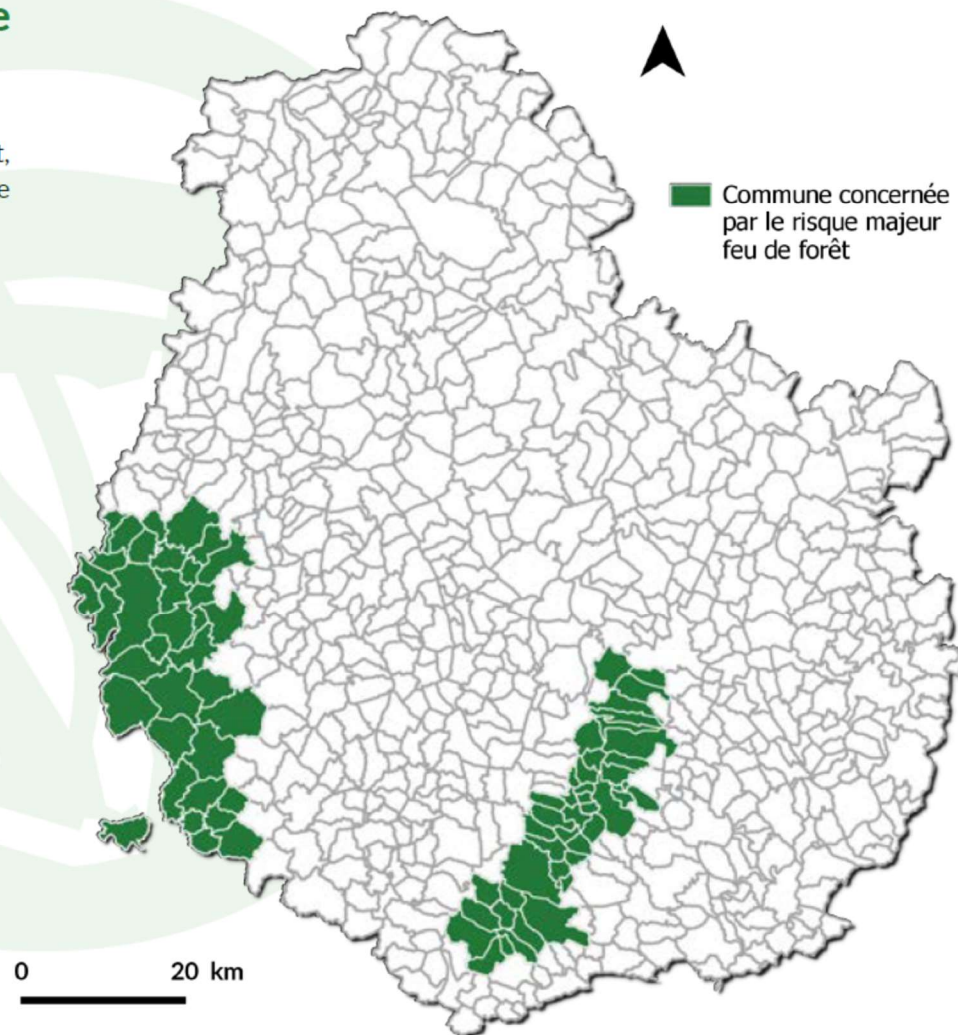 e
t,
e
Commune concernée
par le risque majeur
feu de forêt
0 20 km